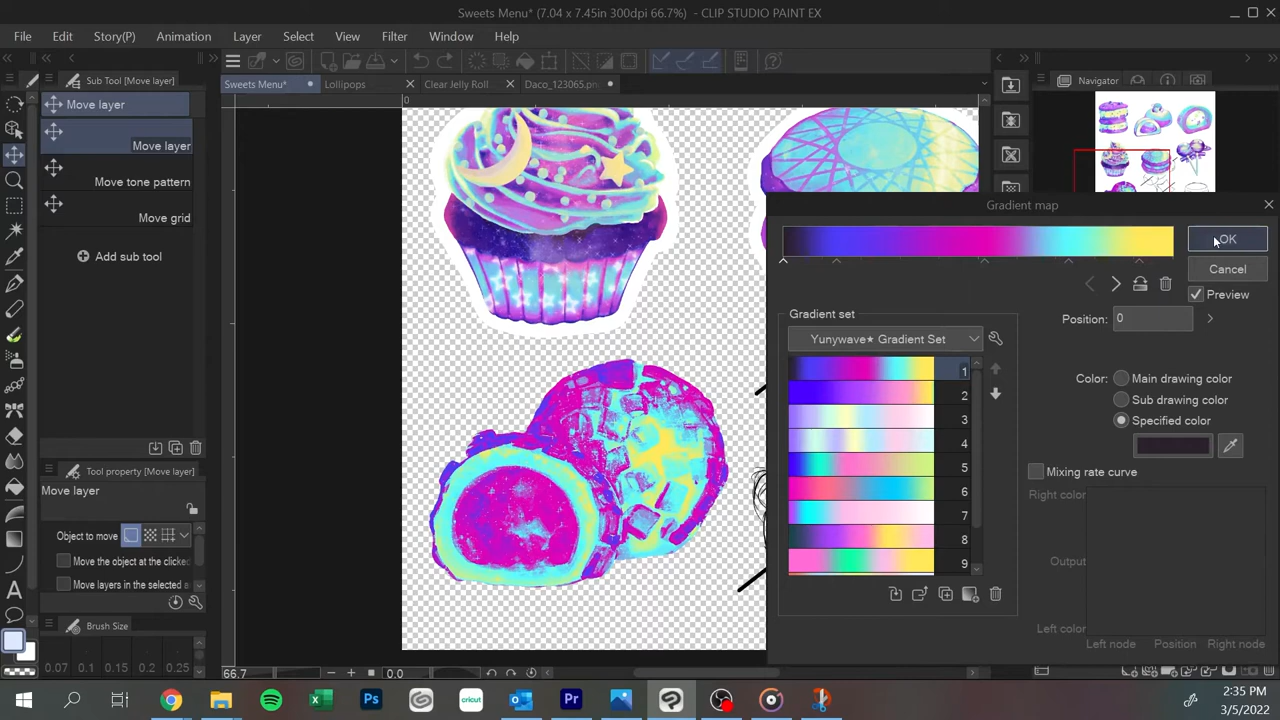 Sweets Menu* (7.04 x 7.45in 300dpi 66.7%) - CLIP STUDIO PAINT EX
File Edit Story(P) Animation Layer Select View Filter Window Help
Sub Tool [Move layer]
Sweets Menu* Lollipops Clear Jelly Roll Daco_123065.pn
Navigator
Move layer
Move layer
Move tone pattern
Move grid
Add sub tool
0
Gradient map
OK
Cancel
Preview
Gradient set
Position: 0
Yunywave★ Gradient Set
1
2
3
4
5
6
7
8
9
Color: Main drawing color
Sub drawing color
Specified color
Mixing rate curve
Right color
Output
Left color
Left node Position Right node
Tool property [Move layer]
Move layer
Object to move
Move the object at the clicked
Move layers in the selected a
Brush Size
0.07 0.1 0.15 0.2 0.25
66.7 0.0
Ps cricut Pr
2:35 PM
3/5/2022